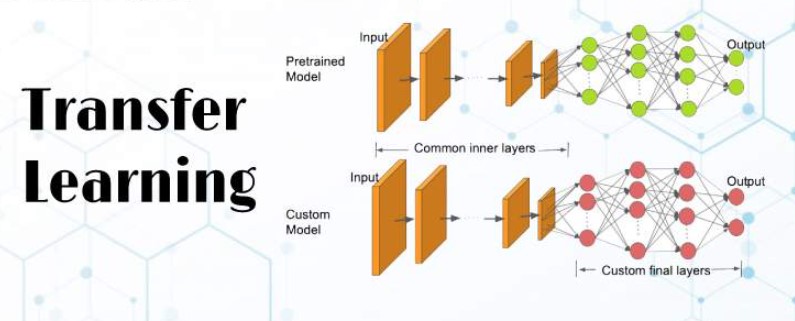 Transfer
Learning
Pretrained
Model
Input
Output
Common inner layers
Custom
Model
Input
Output
Custom final layers